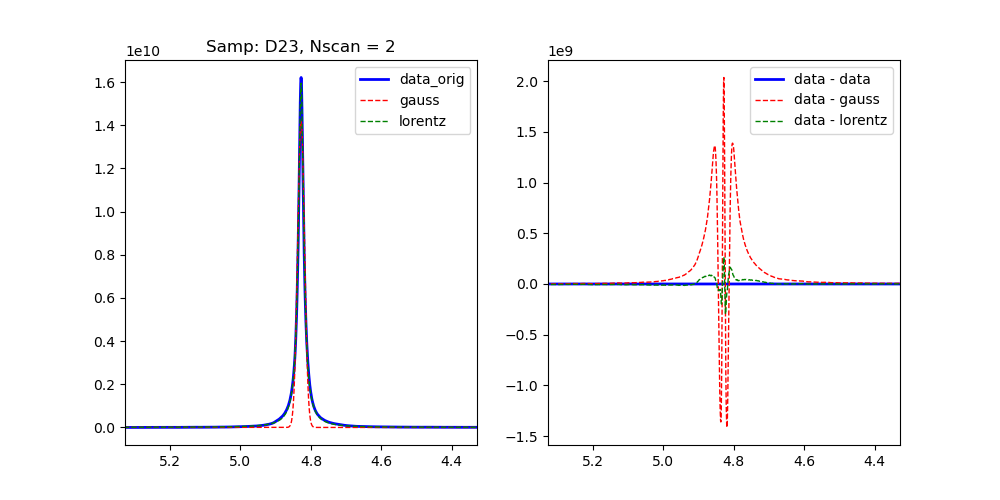 Samp: D23, Nscan = 2
1e10
1.6
1.4
1.2
1.0
0.8
0.6
0.4
0.2
0.0
5.2 5.0 4.8 4.6 4.4
data_orig
gauss
lorentz
1e9
2.0
1.5
1.0
0.5
0.0
−0.5
−1.0
−1.5
5.2 5.0 4.8 4.6 4.4
data - data
data - gauss
data - lorentz